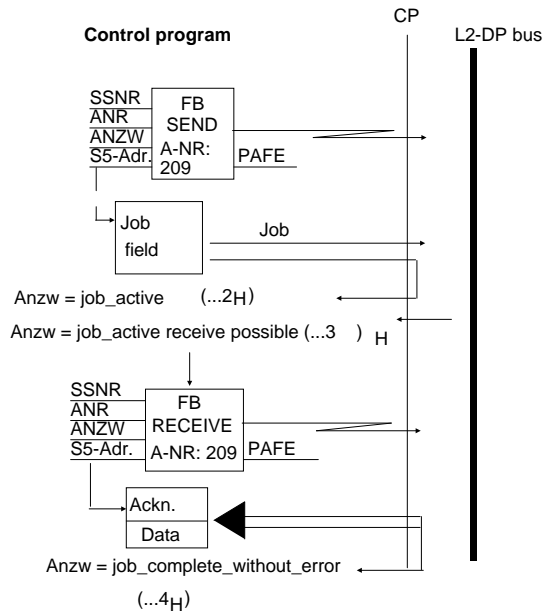 CP
Control program
L2-DP bus
SSNR
ANR
ANZW
S5-Adr.
FB
SEND
A-NR:
209
PAFE
Job
field
Job
Anzw = job_active (...2H)
Anzw = job_active receive possible (...3 ) H
SSNR
ANR
ANZW
S5-Adr.
FB
RECEIVE
A-NR: 209
PAFE
Ackn.
Data
Anzw = job_complete_without_error
(...4H)